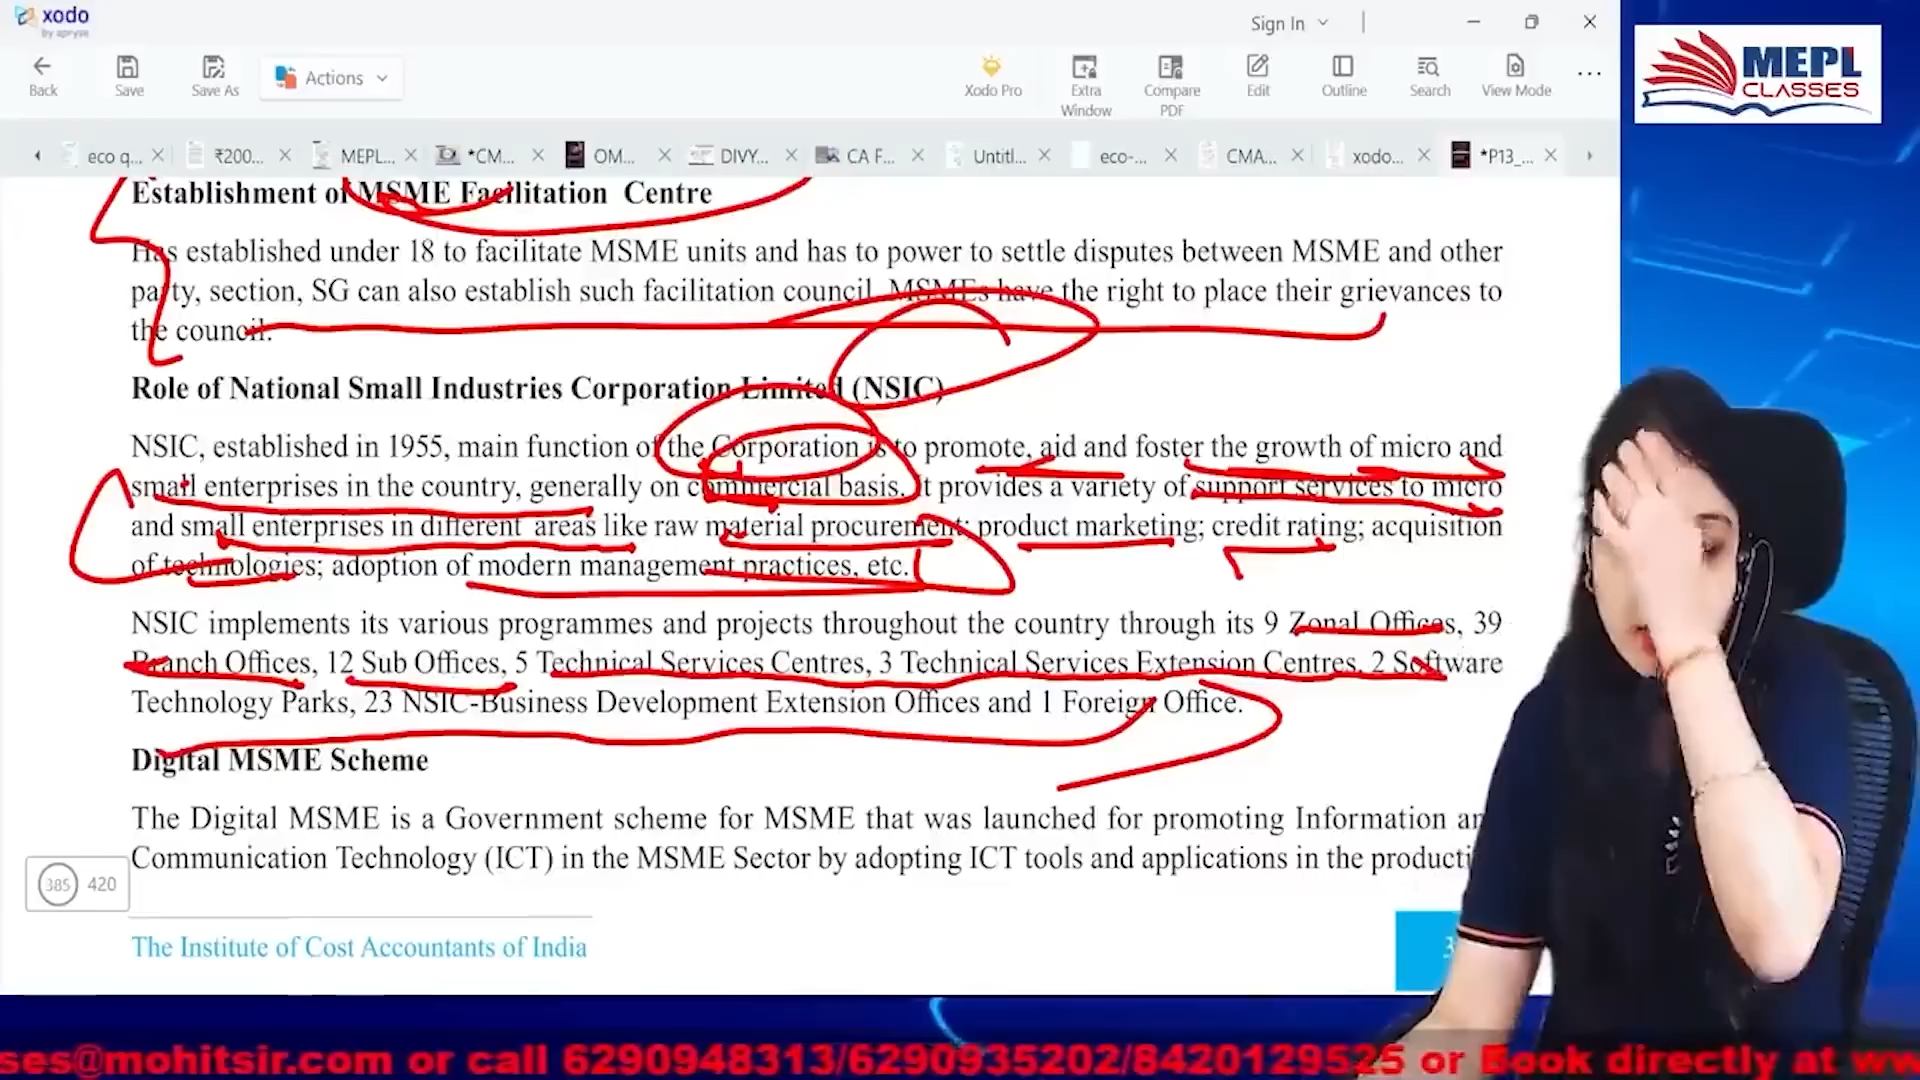 xodo
by apryse
Sign In
Back
Save
Save As
Actions
Xodo Pro
Extra Window
Compare PDF
Edit
Outline
Search
View Mode
eco q...
₹200...
MEPL...
*CM...
OM...
DIVY...
CA F...
Untitl...
eco-...
CMA...
xodo...
*P13_...
MEPL
CLASSES
Establishment of MSME Facilitation Centre
Has established under 18 to facilitate MSME units and has to power to settle disputes between MSME and other
party, section, SG can also establish such facilitation council. MSMEs have the right to place their grievances to
the council.
Role of National Small Industries Corporation Limited (NSIC)
NSIC, established in 1955, main function of the Corporation is to promote, aid and foster the growth of micro and
small enterprises in the country, generally on commercial basis. It provides a variety of support services to micro
and small enterprises in different areas like raw material procurement; product marketing; credit rating; acquisition
of technologies; adoption of modern management practices, etc.
NSIC implements its various programmes and projects throughout the country through its 9 Zonal Offices, 39
Branch Offices, 12 Sub Offices, 5 Technical Services Centres, 3 Technical Services Extension Centres, 2 Software
Technology Parks, 23 NSIC-Business Development Extension Offices and 1 Foreign Office.
Digital MSME Scheme
The Digital MSME is a Government scheme for MSME that was launched for promoting Information
Communication Technology (ICT) in the MSME Sector by adopting ICT tools and applications in the
385 420
The Institute of Cost Accountants of India
ses@mohitsir.com or call 6290948313/6290935202/8420129525 or Book directly at